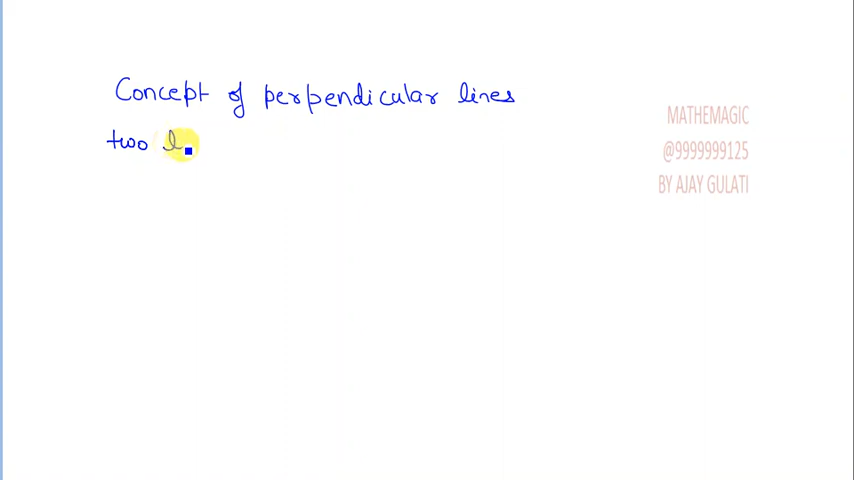 Concept of perpendicular lines
two l
MATHEMAGIC
@9999999125
BY AJAY GULATI